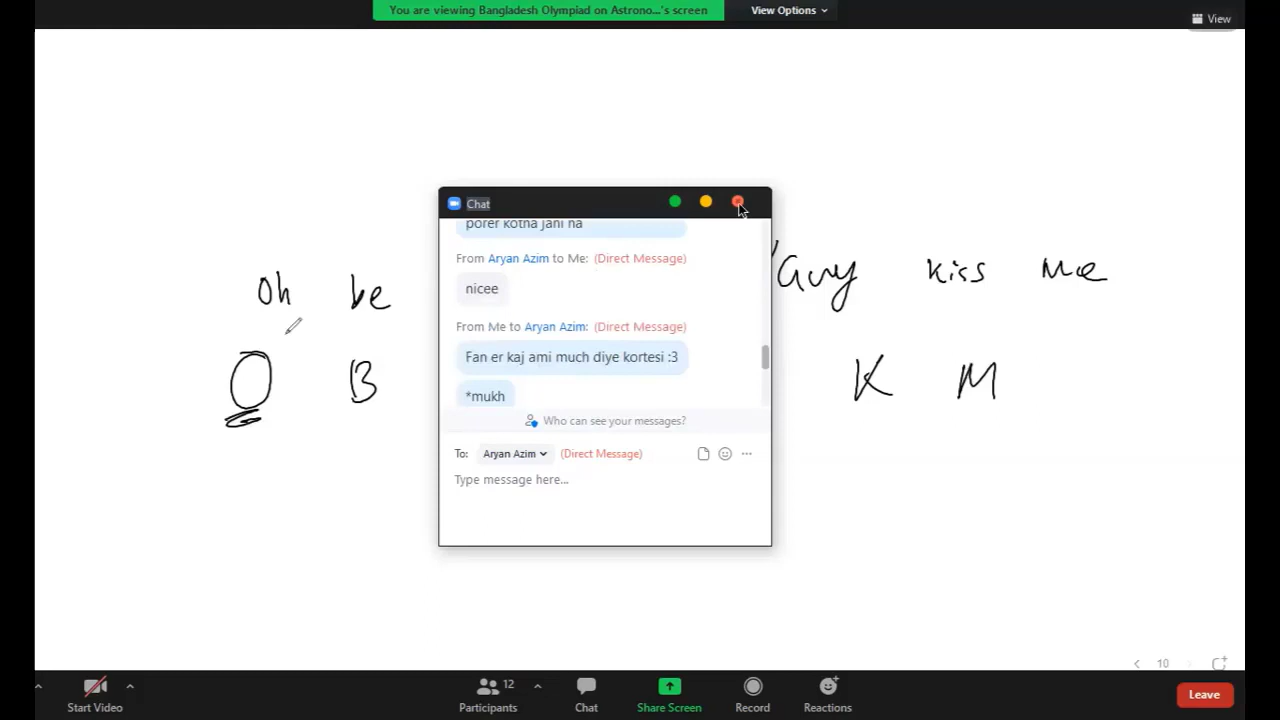 You are viewing Bangladesh Olympiad on Astrono...'s screen View Options
View
Chat
porer kotha jani na
From Aryan Azim to Me: (Direct Message)
nicee
From Me to Aryan Azim: (Direct Message)
Fan er kaj ami much diye kortesi :3
*mukh
Who can see your messages?
To: Aryan Azim (Direct Message)
Type message here...
Oh be Guy kiss Me
O B K M
10
Start Video
12
Participants
Chat
Share Screen
Record
Reactions
Leave